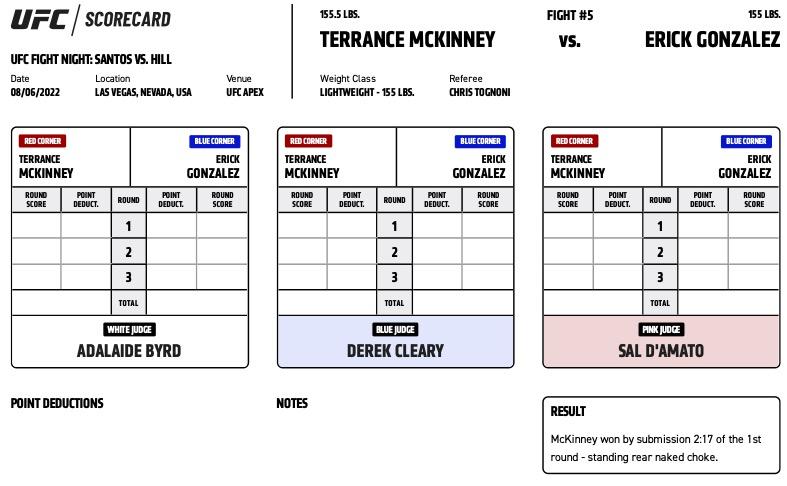 UFC / SCORECARD
UFC FIGHT NIGHT: SANTOS VS. HILL
Date Location Venue
08/06/2022 LAS VEGAS, NEVADA, USA UFC APEX
155.5 LBS. FIGHT #5 155 LBS.
TERRANCE MCKINNEY vs. ERICK GONZALEZ
Weight Class Referee
LIGHTWEIGHT - 155 LBS. CHRIS TOGNONI
RED CORNER BLUE CORNER
TERRANCE ERICK
MCKINNEY GONZALEZ
ROUND POINT ROUND POINT ROUND
SCORE DEDUCT. DEDUCT. SCORE
1
2
3
TOTAL
WHITE JUDGE
ADALAIDE BYRD
RED CORNER BLUE CORNER
TERRANCE ERICK
MCKINNEY GONZALEZ
ROUND POINT ROUND POINT ROUND
SCORE DEDUCT. DEDUCT. SCORE
1
2
3
TOTAL
BLUE JUDGE
DEREK CLEARY
RED CORNER BLUE CORNER
TERRANCE ERICK
MCKINNEY GONZALEZ
ROUND POINT ROUND POINT ROUND
SCORE DEDUCT. DEDUCT. SCORE
1
2
3
TOTAL
PINK JUDGE
SAL D'AMATO
POINT DEDUCTIONS
NOTES
RESULT
McKinney won by submission 2:17 of the 1st
round - standing rear naked choke.